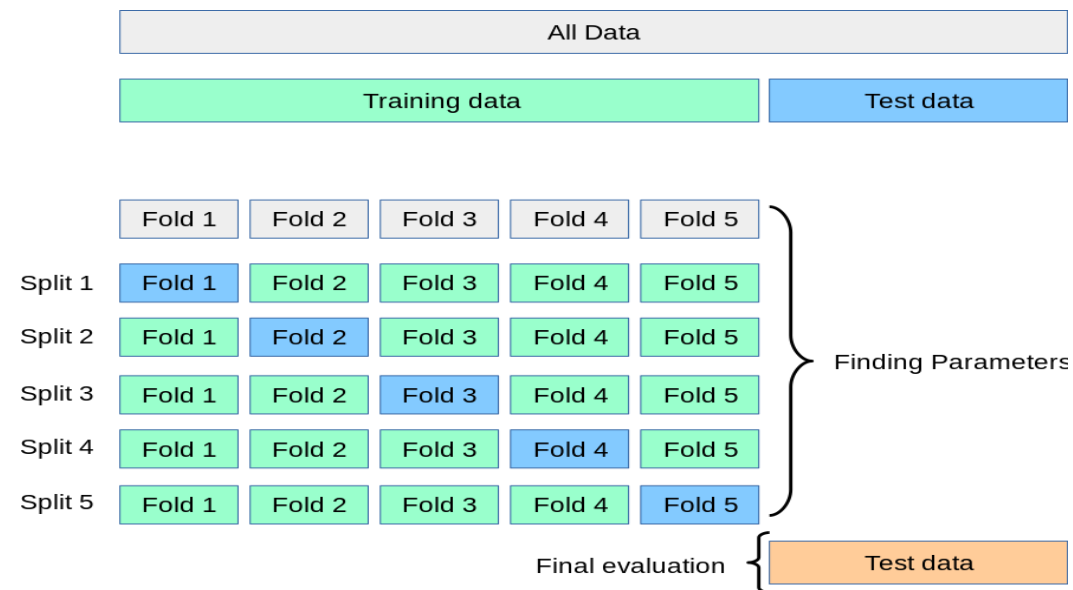 All Data
Training data Test data
Fold 1 Fold 2 Fold 3 Fold 4 Fold 5
Split 1 Fold 1 Fold 2 Fold 3 Fold 4 Fold 5
Split 2 Fold 1 Fold 2 Fold 3 Fold 4 Fold 5
Finding Parameters
Split 3 Fold 1 Fold 2 Fold 3 Fold 4 Fold 5
Split 4 Fold 1 Fold 2 Fold 3 Fold 4 Fold 5
Split 5 Fold 1 Fold 2 Fold 3 Fold 4 Fold 5
Final evaluation Test data